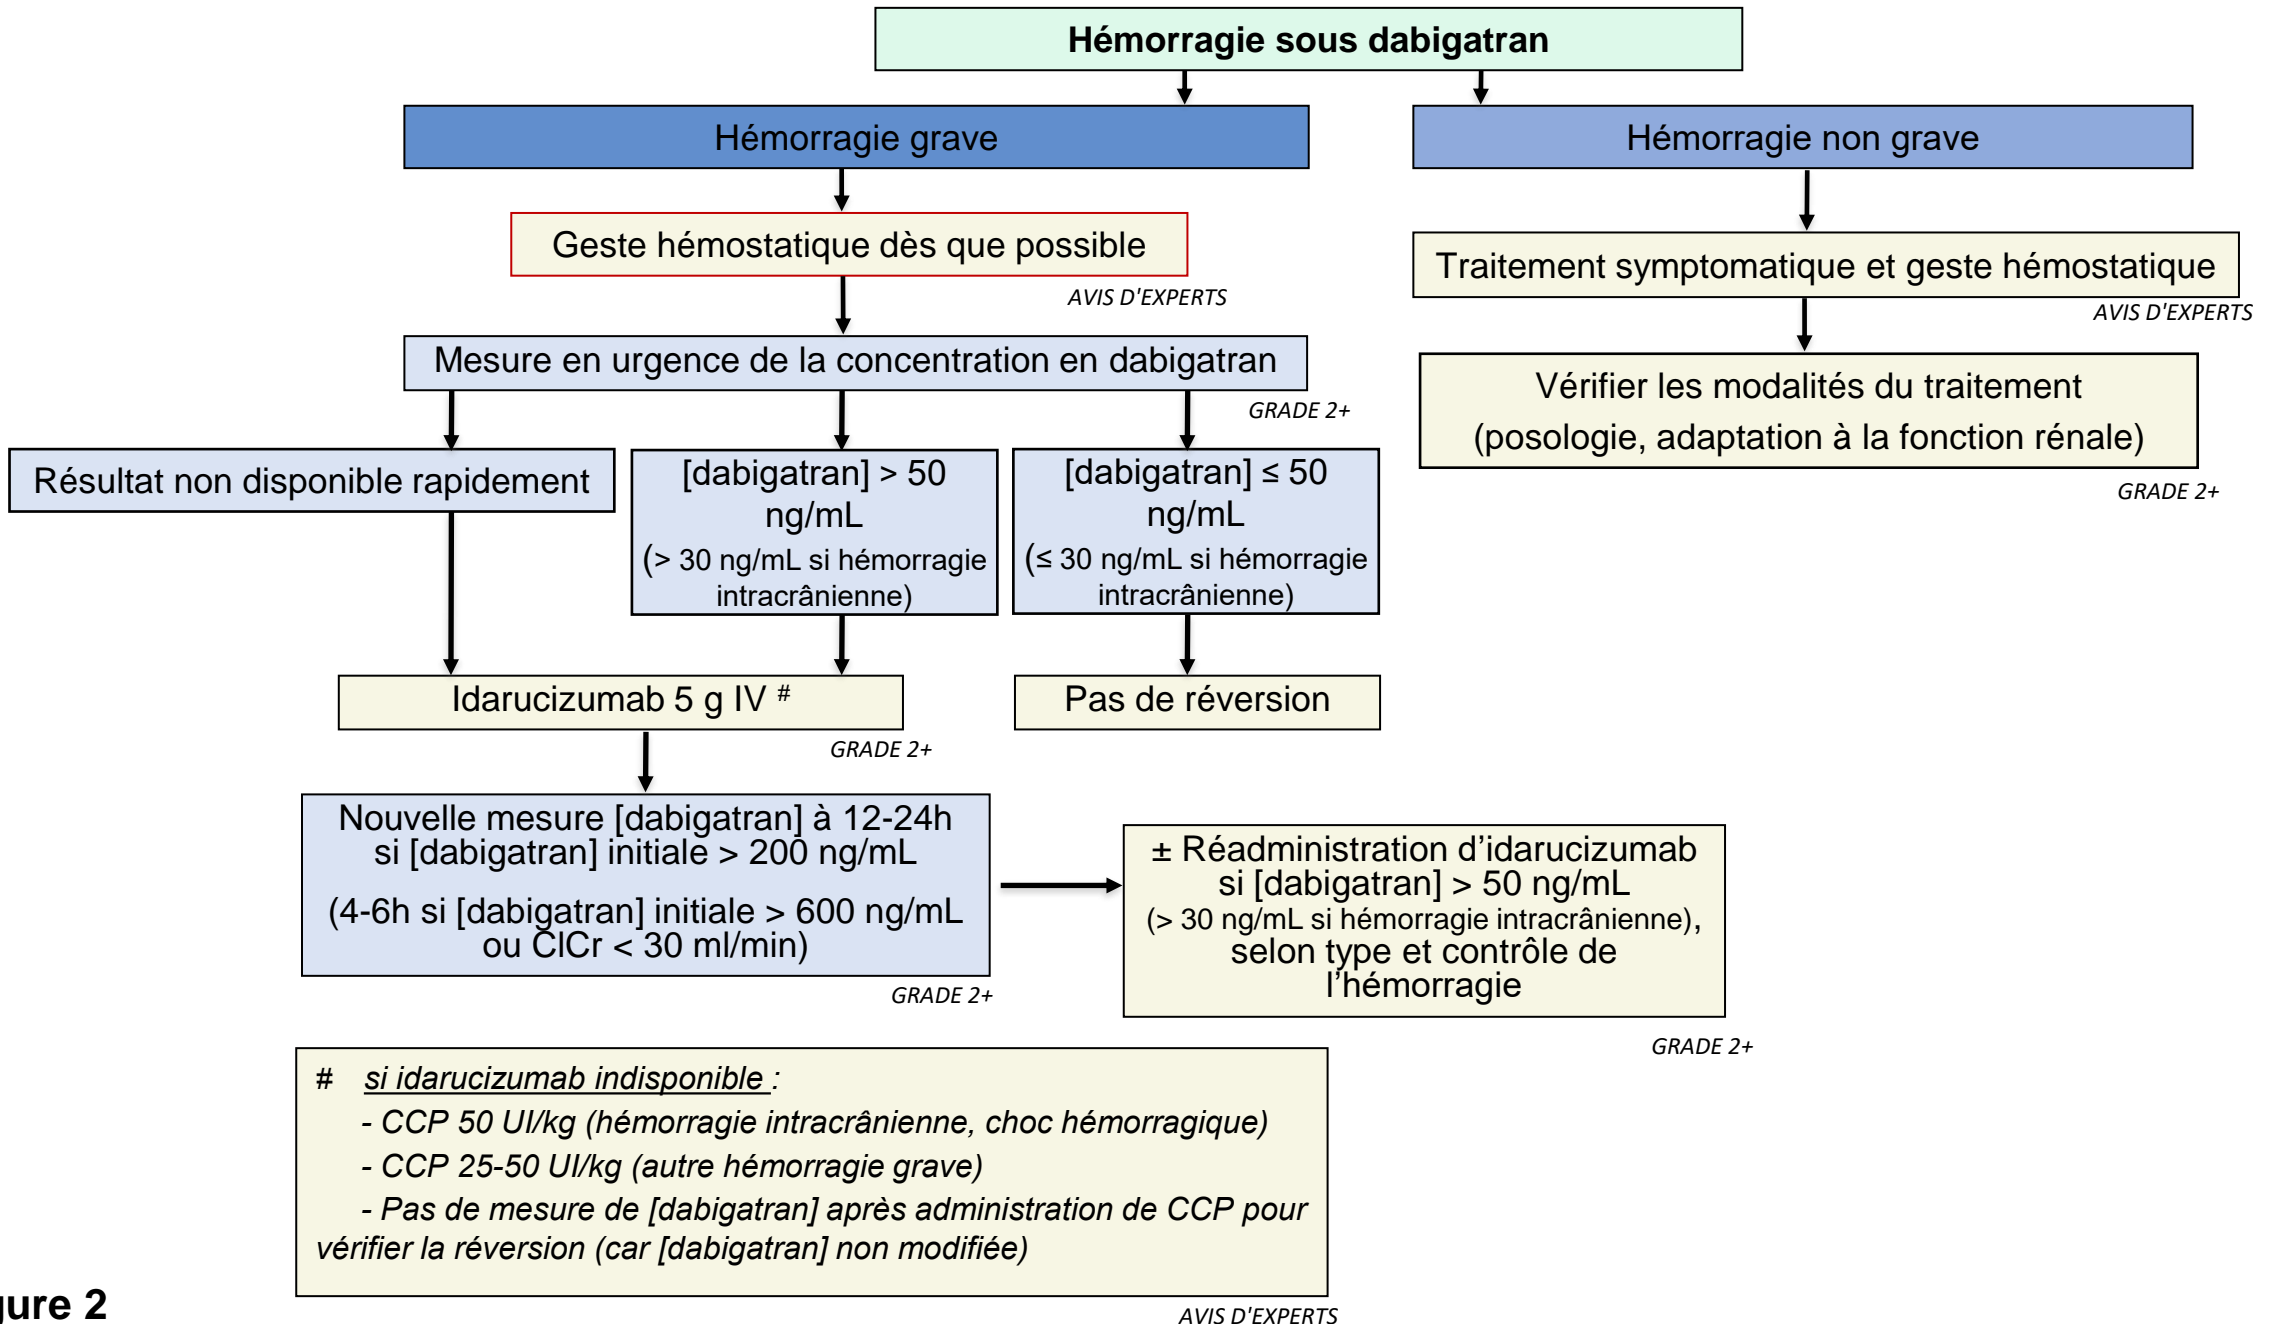 Hémorragie sous dabigatran
Hémorragie grave
Hémorragie non grave
Geste hémostatique dès que possible
AVIS D'EXPERTS
Traitement symptomatique et geste hémostatique
AVIS D'EXPERTS
Mesure en urgence de la concentration en dabigatran
GRADE 2+
Vérifier les modalités du traitement
(posologie, adaptation à la fonction rénale)
GRADE 2+
Résultat non disponible rapidement
[dabigatran] > 50
ng/mL
(> 30 ng/mL si hémorragie
intracrânienne)
[dabigatran] ≤ 50
ng/mL
(≤ 30 ng/mL si hémorragie
intracrânienne)
Idarucizumab 5 g IV #
GRADE 2+
Pas de réversion
Nouvelle mesure [dabigatran] à 12-24h
si [dabigatran] initiale > 200 ng/mL
(4-6h si [dabigatran] initiale > 600 ng/mL
ou ClCr < 30 ml/min)
GRADE 2+
± Réadministration d’idarucizumab
si [dabigatran] > 50 ng/mL
(> 30 ng/mL si hémorragie intracrânienne),
selon type et contrôle de
l’hémorragie
GRADE 2+
# si idarucizumab indisponible :
- CCP 50 UI/kg (hémorragie intracrânienne, choc hémorragique)
- CCP 25-50 UI/kg (autre hémorragie grave)
- Pas de mesure de [dabigatran] après administration de CCP pour
vérifier la réversion (car [dabigatran] non modifiée)
AVIS D'EXPERTS
gure 2